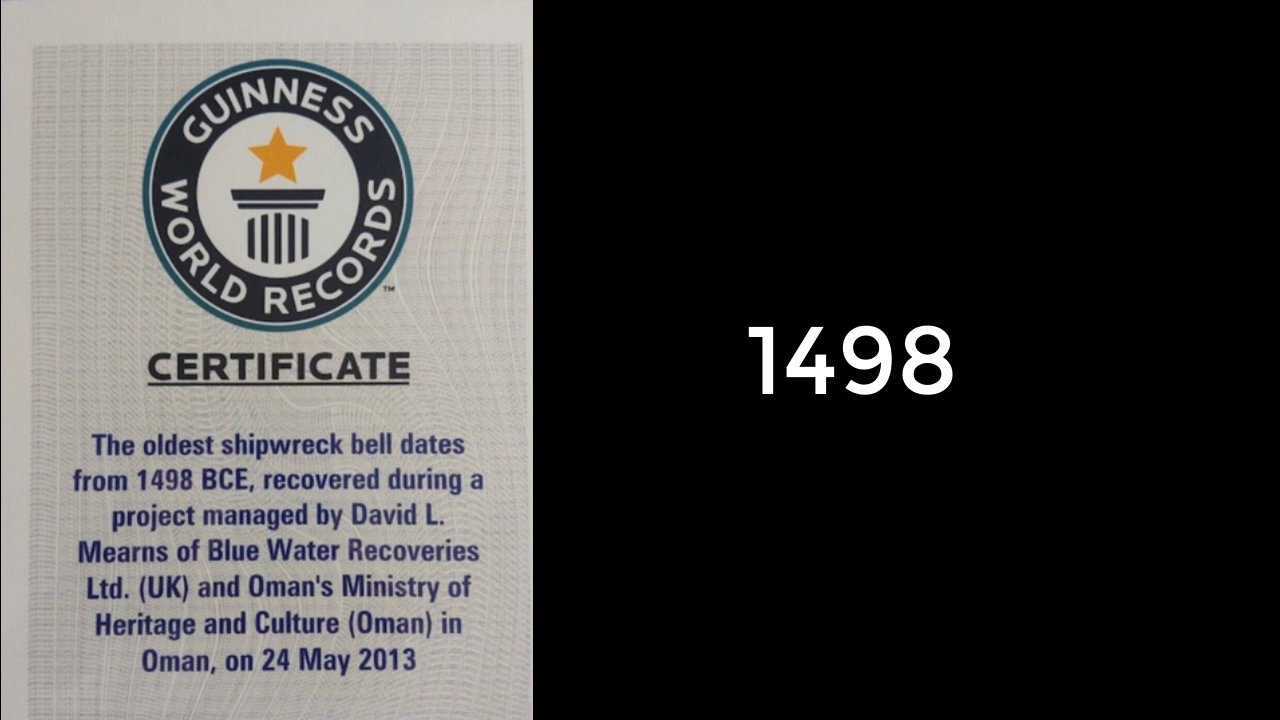 GUINNESS
WORLD RECORDS
™
CERTIFICATE
The oldest shipwreck bell dates
from 1498 BCE, recovered during a
project managed by David L.
Mearns of Blue Water Recoveries
Ltd. (UK) and Oman's Ministry of
Heritage and Culture (Oman) in
Oman, on 24 May 2013
1498